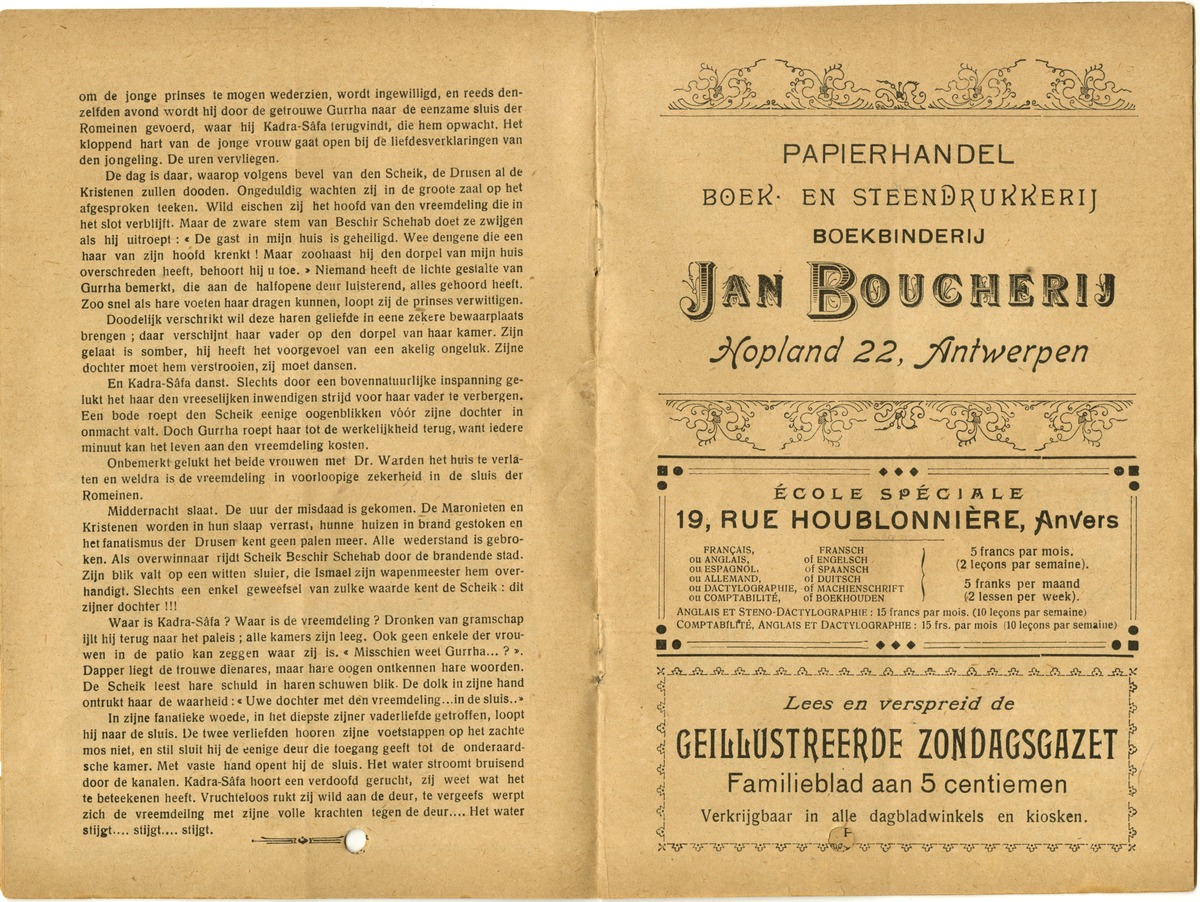 om de jonge prinses te mogen wederzien, wordt ingewilligd, en reeds den-
zelfden avond wordt hij door de getrouwe Gurrha naar de eenzame sluis der
Romeinen gevoerd, waar hij Kadra-Sâfa terugvindt, die hem opwacht. Het
kloppend hart van de jonge vrouw gaat open bij de liefdesverklaringen van
den jongeling. De uren vervliegen.
De dag is daar, waarop volgens bevel van den Scheik, de Drusen al de
Kristenen zullen dooden. Ongeduldig wachten zij in de groote zaal op het
afgesproken teeken. Wild eischen zij het hoofd van den vreemdeling die in
het slot verblijft. Maar de zware stem van Beschir Schehab doet ze zwijgen
als hij uitroept : « De gast in mijn huis is geheiligd. Wee dengene die een
haar van zijn hoofd krenkt ! Maar zoohaast hij den dorpel van mijn huis
overschreden heeft, behoort hij u toe. » Niemand heeft de lichte gestalte van
Gurrha bemerkt, die aan de halfopene deur luisterend, alles gehoord heeft.
Zoo snel als hare voeten haar dragen kunnen, loopt zij de prinses verwittigen.
Doodelijk verschrikt wil deze haren geliefde in eene zekere bewaarplaats
brengen ; daar verschijnt haar vader op den dorpel van haar kamer. Zijn
gelaat is somber, hij heeft het voorgevoel van een akelig ongeluk. Zijne
dochter moet hem verstrooien, zij moet dansen.
En Kadra-Sâfa danst. Slechts door een bovennatuurlijke inspanning ge-
lukt het haar den vreeselijken inwendigen strijd voor haar vader te verbergen.
Een bode roept den Scheik eenige oogenblikken vóór zijne dochter in
onmacht valt. Doch Gurrha roept haar tot de werkelijkheid terug, want iedere
minuut kan het leven aan den vreemdeling kosten.
Onbemerkt gelukt het beide vrouwen met Dr. Warden het huis te verla-
ten en weldra is de vreemdeling in voorloopige zekerheid in de sluis der
Romeinen.
Middernacht slaat. De uur der misdaad is gekomen. De Maronieten en
Kristenen worden in hun slaap verrast, hunne huizen in brand gestoken en
het fanatismus der Drusen kent geen palen meer. Alle wederstand is gebro-
ken. Als overwinnaar rijdt Scheik Beschir Schehab door de brandende stad.
Zijn blik valt op een witten sluier, die Ismael zijn wapenmeester hem over-
handigt. Slechts een enkel geweefsel van zulke waarde kent de Scheik : dit
zijner dochter !!!
Waar is Kadra-Sâfa ? Waar is de vreemdeling ? Dronken van gramschap
ijlt hij terug naar het paleis ; alle kamers zijn leeg. Ook geen enkele der vrou-
wen in de patio kan zeggen waar zij is. « Misschien weet Gurrha... ? ».
Dapper liegt de trouwe dienares, maar hare oogen ontkennen hare woorden.
De Scheik leest hare schuld in haren schuwen blik. De dolk in zijne hand
ontrukt haar de waarheid : « Uwe dochter met den vreemdeling...in de sluis..»
In zijne fanatieke woede, in het diepste zijner vaderliefde getroffen, loopt
hij naar de sluis. De twee verliefden hooren zijne voetstappen op het zachte
mos niet, en stil sluit hij de eenige deur die toegang geeft tot de onderaard-
sche kamer. Met vaste hand opent hij de sluis. Het water stroomt bruisend
door de kanalen. Kadra-Sâfa hoort een verdoofd gerucht, zij weet wat het
te beteekenen heeft. Vruchteloos rukt zij wild aan de deur, te vergeefs werpt
zich de vreemdeling met zijne volle krachten tegen de deur.... Het water
stijgt.... stijgt.... stijgt.
PAPIERHANDEL
BOEK- EN STEENDRUKKERIJ
BOEKBINDERIJ
JAN BOUCHERIJ
Hopland 22, Antwerpen
ÉCOLE SPÉCIALE
19, RUE HOUBLONNIÈRE, Anvers
FRANÇAIS, FRANSCH
ou ANGLAIS, of ENGELSCH
ou ESPAGNOL, of SPAANSCH
ou ALLEMAND, of DUITSCH
ou DACTYLOGRAPHIE, of MACHIENSCHRIFT
ou COMPTABILITÉ, of BOEKHOUDEN
5 francs par mois.
(2 leçons par semaine).
5 franks per maand
(2 lessen per week).
ANGLAIS ET STENO-DACTYLOGRAPHIE : 15 francs par mois. (10 leçons par semaine)
COMPTABILITÉ, ANGLAIS ET DACTYLOGRAPHIE : 15 frs. par mois (10 leçons par semaine)
Lees en verspreid de
GEILLUSTREERDE ZONDAGSGAZET
Familieblad aan 5 centiemen
Verkrijgbaar in alle dagbladwinkels en kiosken.